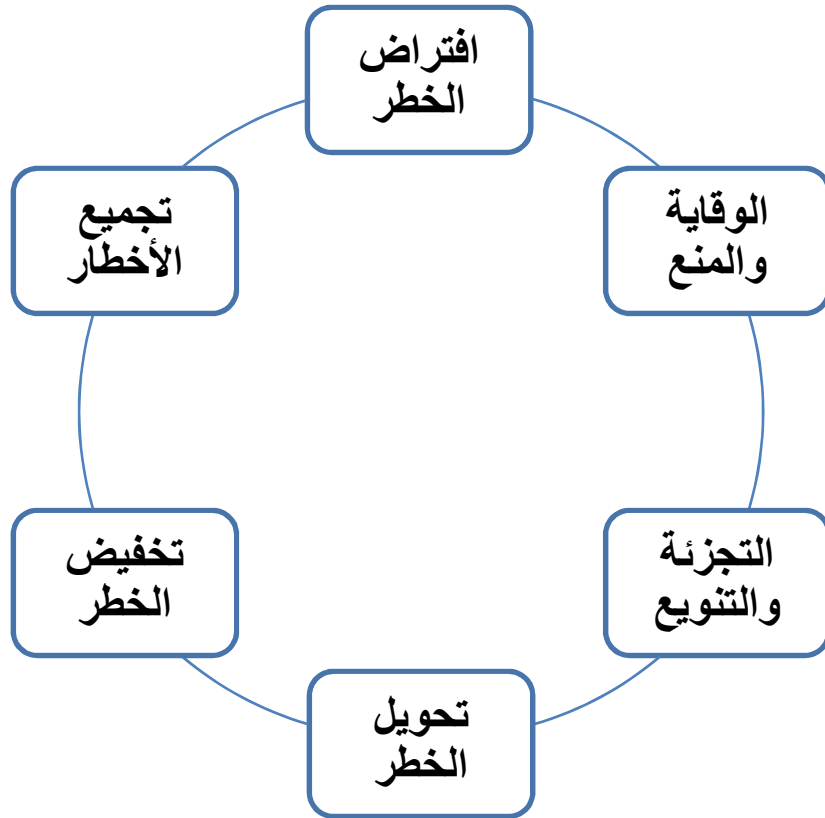 افتراض
الخطر
الوقاية
والمنع
التجزئة
والتنويع
تحويل
الخطر
تخفيض
الخطر
تجميع
الأخطار